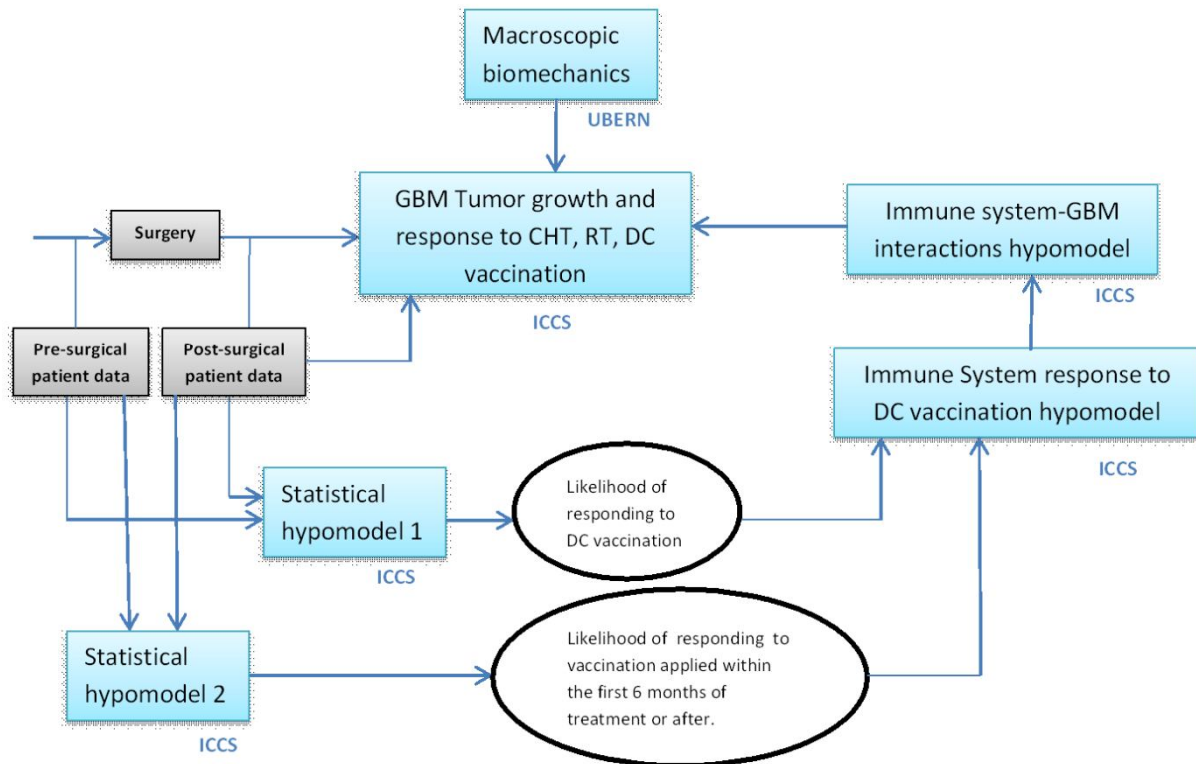 Macroscopic
biomechanics
UBERN
GBM Tumor growth and
response to CHT, RT, DC
vaccination
ICCS
Immune system-GBM
interactions hypomodel
ICCS
Surgery
Pre-surgical
patient data
Post-surgical
patient data
Immune System response to
DC vaccination hypomodel
ICCS
Statistical
hypomodel 1
ICCS
Likelihood of
responding to
DC vaccination
Statistical
hypomodel 2
ICCS
Likelihood of responding to
vaccination applied within
the first 6 months of
treatment or after.